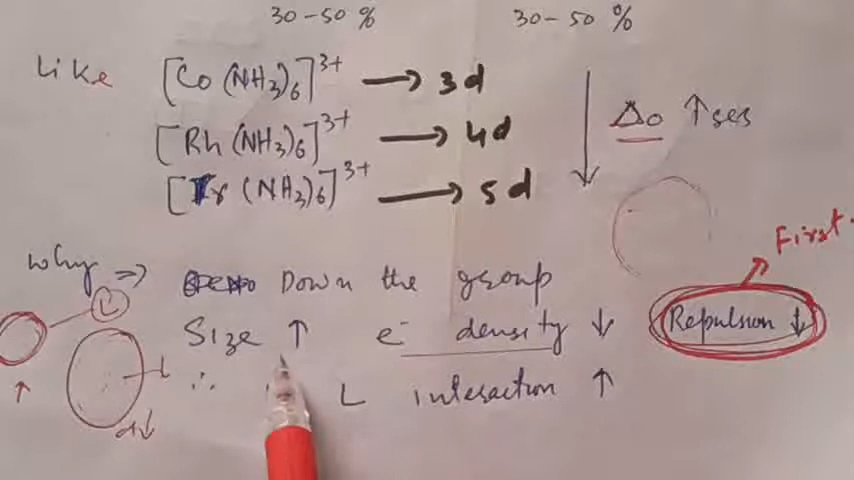 30-50 % 30-50 %
Like [Co(NH3)6]3+ → 3d
[Rh(NH3)6]3+ → 4d
Δo ↑ses
[Ir(NH3)6]3+ → 5d
First
why ⇒ Down the group
L
Size ↑ e- density ↓ Repulsion ↓
∴ L interaction ↑
L
↑
d↓